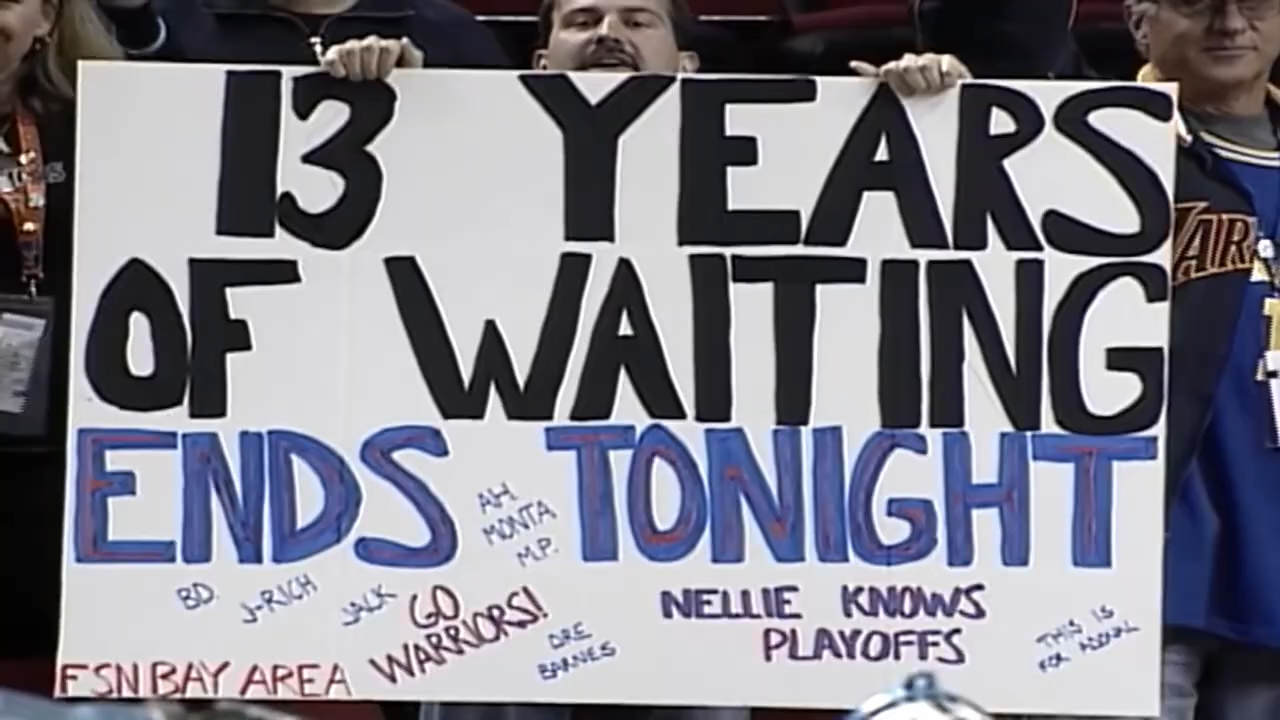 13 YEARS
OF WAITING
ENDS TONIGHT
AH
MONTA
M.P.
BD
J-RICH
JACK
GO
WARRIORS!
DRE
BARNES
NELLIE KNOWS
PLAYOFFS
THIS IS
FOR ADONAL
FSN BAY AREA